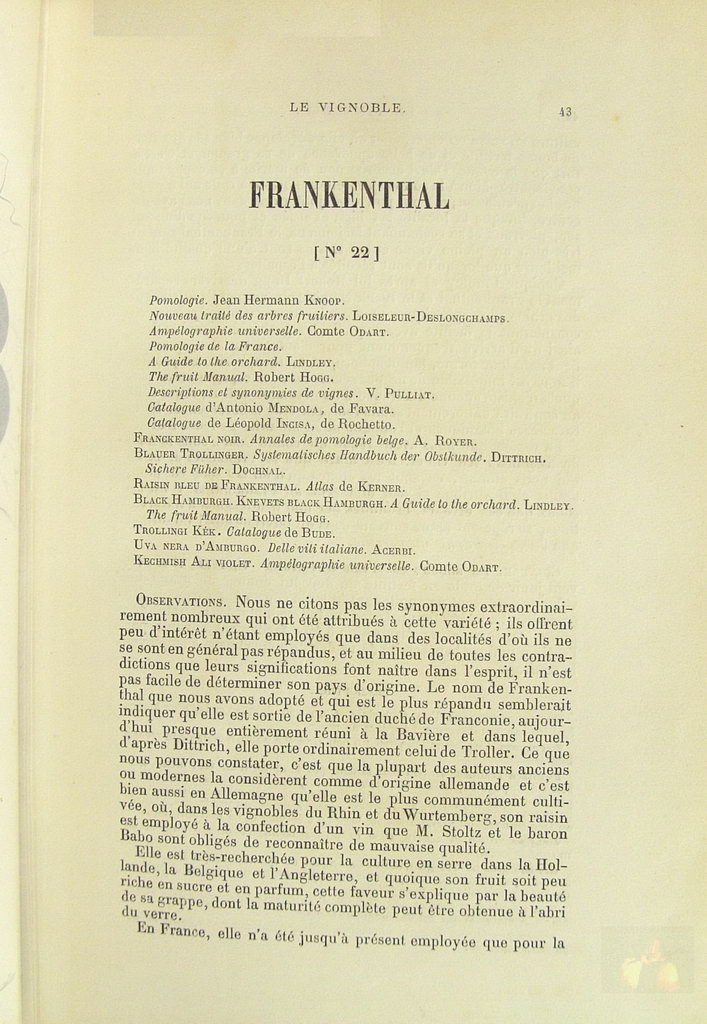 LE VIGNOBLE.
43
FRANKENTHAL
[ N° 22 ]
Pomologie. Jean Hermann KNOOP.
Nouveau traité des arbres fruitiers. LOISELEUR-DESLONGCHAMPS.
Ampélographie universelle. Comte ODART.
Pomologie de la France.
A Guide to the orchard. LINDLEY.
The fruit Manual. Robert HOGG.
Descriptions et synonymies de vignes. V. PULLIAT.
Catalogue d'Antonio MENDOLA, de Favara.
Catalogue de Léopold INCISA, de Rochetto.
FRANCKENTHAL NOIR. Annales de pomologie belge. A. ROYER.
BLAUER TROLLINGER. Systematisches Handbuch der Obstkunde. DITTRICH.
Sichere Füher. DOCHNAL.
RAISIN BLEU DE FRANKENTHAL. Atlas de KERNER.
BLACK HAMBURGH. KNEVETS BLACK HAMBURGH. A Guide to the orchard. LINDLEY.
The fruit Manual. Robert HOGG.
TROLLINGI KÉK. Catalogue de BUDE.
UVA NERA D'AMBURGO. Delle viti italiane. ACERBI.
KECHMISH ALI VIOLET. Ampélographie universelle. Comte ODART.
OBSERVATIONS. Nous ne citons pas les synonymes extraordinai-
rement nombreux qui ont été attribués à cette variété ; ils offrent
peu d'intérêt n'étant employés que dans des localités d'où ils ne
se sont en général pas répandus, et au milieu de toutes les contra-
dictions que leurs significations font naître dans l'esprit, il n'est
pas facile de déterminer son pays d'origine. Le nom de Franken-
thal que nous avons adopté et qui est le plus répandu semblerait
indiquer qu'elle est sortie de l'ancien duché de Franconie, aujour-
d'hui presque entièrement réuni à la Bavière et dans lequel,
d'après Dittrich, elle porte ordinairement celui de Troller. Ce que
nous pouvons constater, c'est que la plupart des auteurs anciens
ou modernes la considèrent comme d'origine allemande et c'est
bien aussi en Allemagne qu'elle est le plus communément culti-
vée, où, dans les vignobles du Rhin et du Wurtemberg, son raisin
est employé à la confection d'un vin que M. Stoltz et le baron
Babo sont obligés de reconnaître de mauvaise qualité.
Elle est très-recherchée pour la culture en serre dans la Hol-
lande, la Belgique et l'Angleterre, et quoique son fruit soit peu
riche en sucre et en parfum, cette faveur s'explique par la beauté
de sa grappe, dont la maturité complète peut être obtenue à l'abri
du verre.
En France, elle n'a été jusqu'à présent employée que pour la